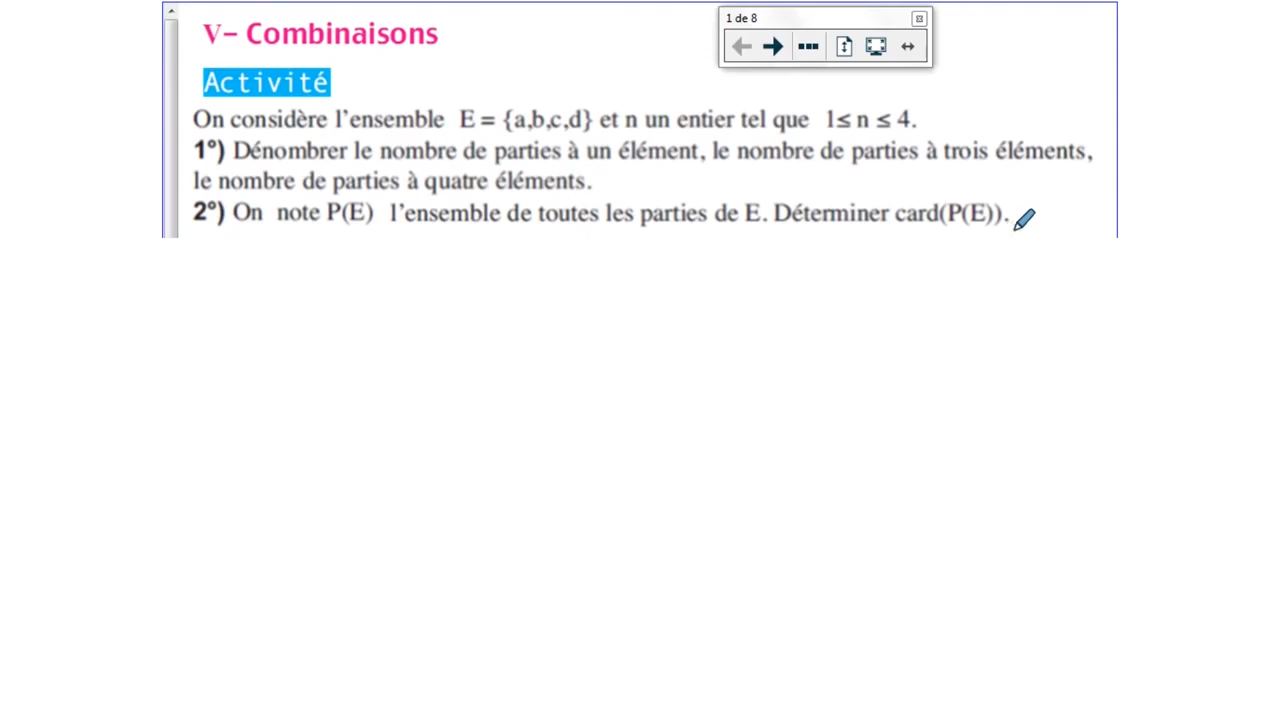 V– Combinaisons
1 de 8
Activité
On considère l'ensemble E = {a,b,c,d} et n un entier tel que 1≤ n ≤ 4.
1°) Dénombrer le nombre de parties à un élément, le nombre de parties à trois éléments,
le nombre de parties à quatre éléments.
2°) On note P(E) l'ensemble de toutes les parties de E. Déterminer card(P(E)).